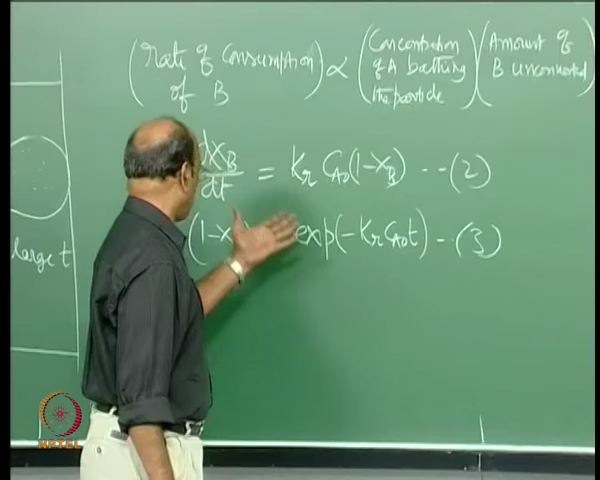 (Rate of Consumption of B) ∝ (Concentration of A bathing the particle) (Amount of B unconverted)
dX_B/dt = k_r C_A0 (1-x_B) --- (2)
(1-x exp(-k_r C_A0 t) -- (3)
large t
NPTEL